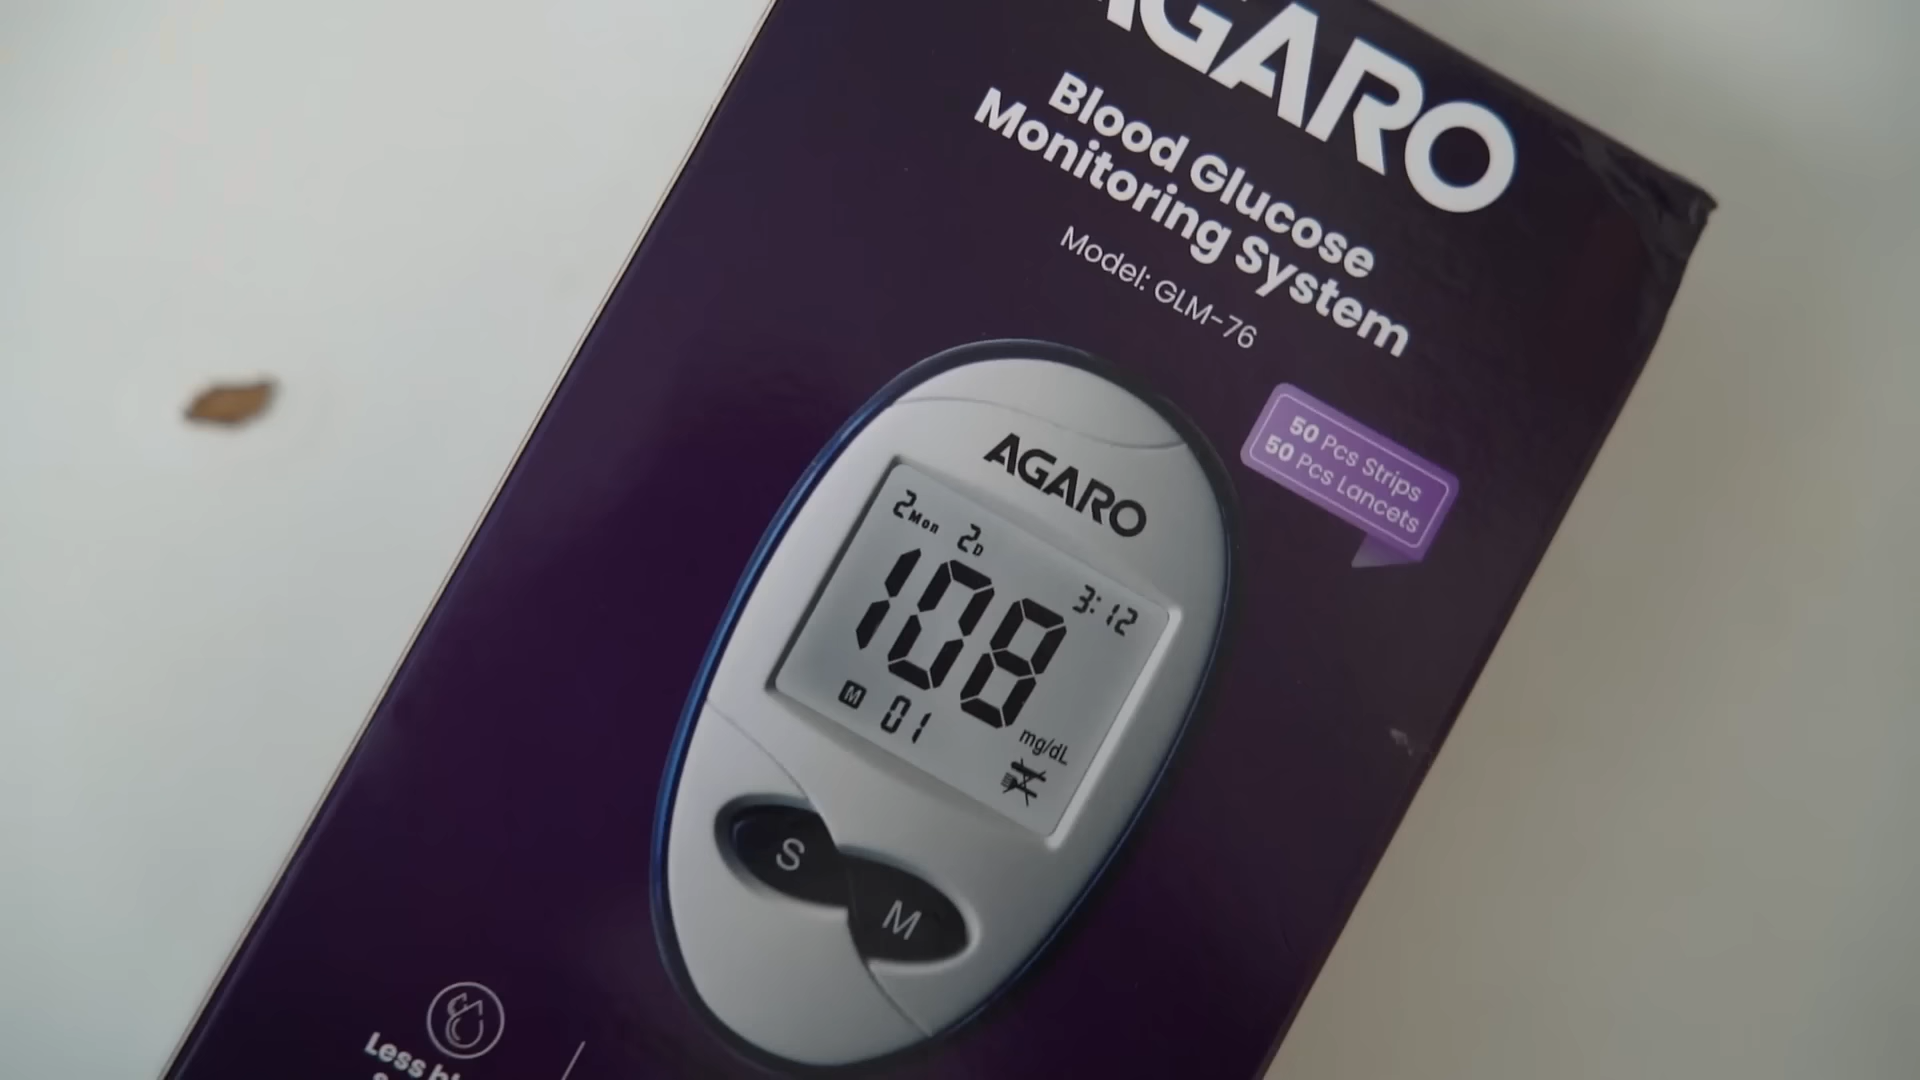 AGARO
Blood Glucose
Monitoring System
Model: GLM-76
50 Pcs Strips
50 Pcs Lancets
AGARO
2Mon 2D
3:12
108
mg/dL
M 01
S
M
Less